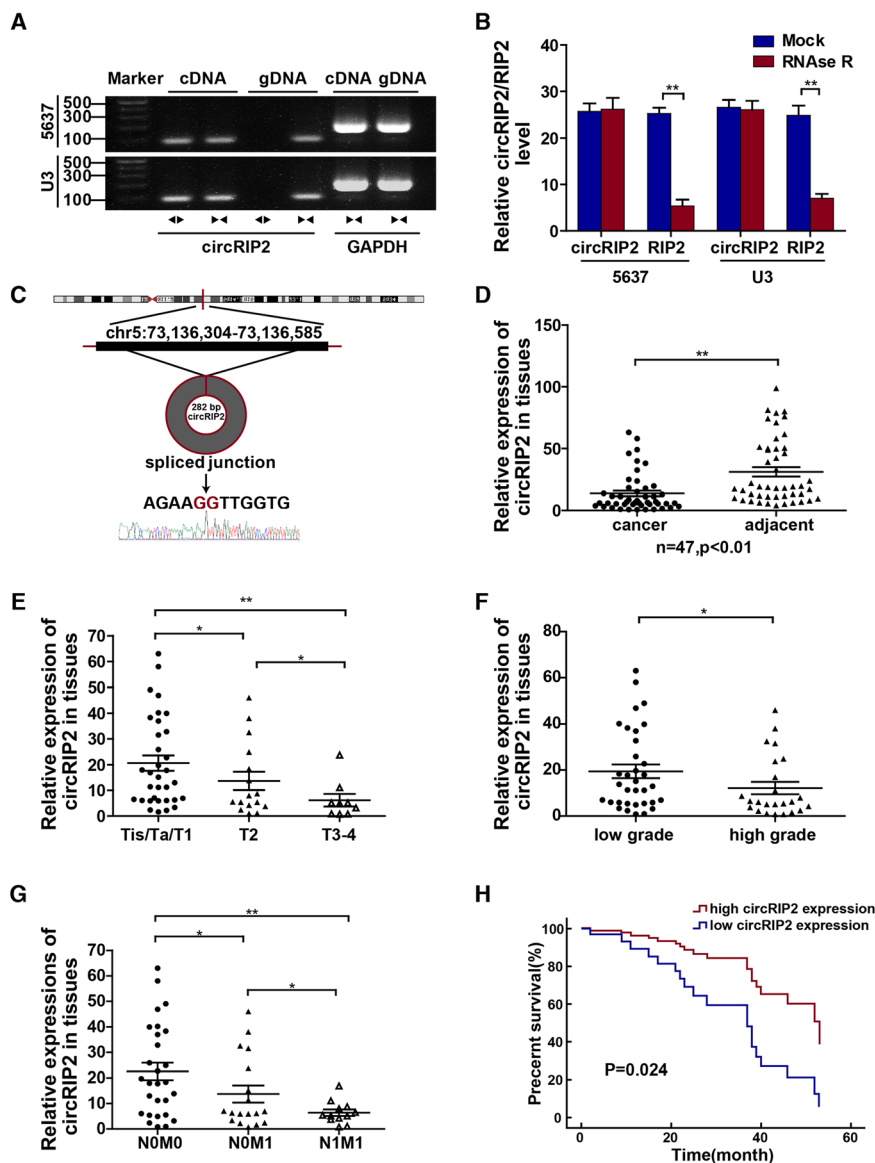 A
Marker cDNA gDNA cDNA gDNA
5637
500
300
100
U3
500
300
100
circRIP2 GAPDH
B
Mock
RNAse R
Relative circRIP2/RIP2 level
40
30
20
10
0
**
**
circRIP2 RIP2 circRIP2 RIP2
5637 U3
C
chr5:73,136,304-73,136,585
282 bp
circRIP2
spliced junction
AGAAGGTTGGTG
D
Relative expression of
circRIP2 in tissues
150
100
50
0
**
cancer adjacent
n=47,p<0.01
E
Relative expression of
circRIP2 in tissues
70
60
50
40
30
20
10
0
**
*
*
Tis/Ta/T1 T2 T3-4
F
Relative expression of
circRIP2 in tissues
80
60
40
20
0
*
low grade high grade
G
Relative expressions of
circRIP2 in tissues
70
60
50
40
30
20
10
0
**
*
*
N0M0 N0M1 N1M1
H
high circRIP2 expression
low circRIP2 expression
Precernt survival(%)
100
80
60
40
20
0
P=0.024
0 20 40 60
Time(month)